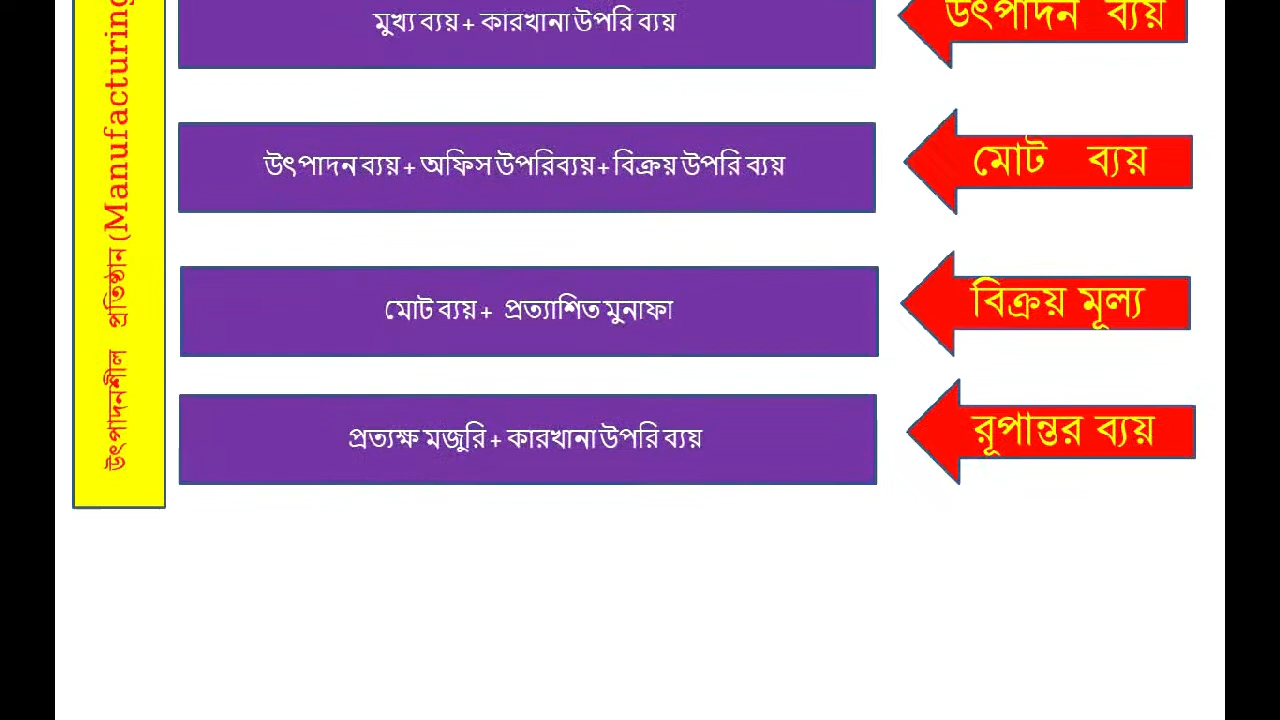 মুখ্য ব্যয় + কারখানা উপরি ব্যয়
উৎপাদন ব্যয়
উৎপাদন ব্যয় + অফিস উপরিব্যয় + বিক্রয় উপরি ব্যয়
মোট ব্যয়
মোট ব্যয় + প্রত্যাশিত মুনাফা
বিক্রয় মূল্য
প্রত্যক্ষ মজুরি + কারখানা উপরি ব্যয়
রূপান্তর ব্যয়
উৎপাদনশীল প্রতিষ্ঠান (Manufacturing